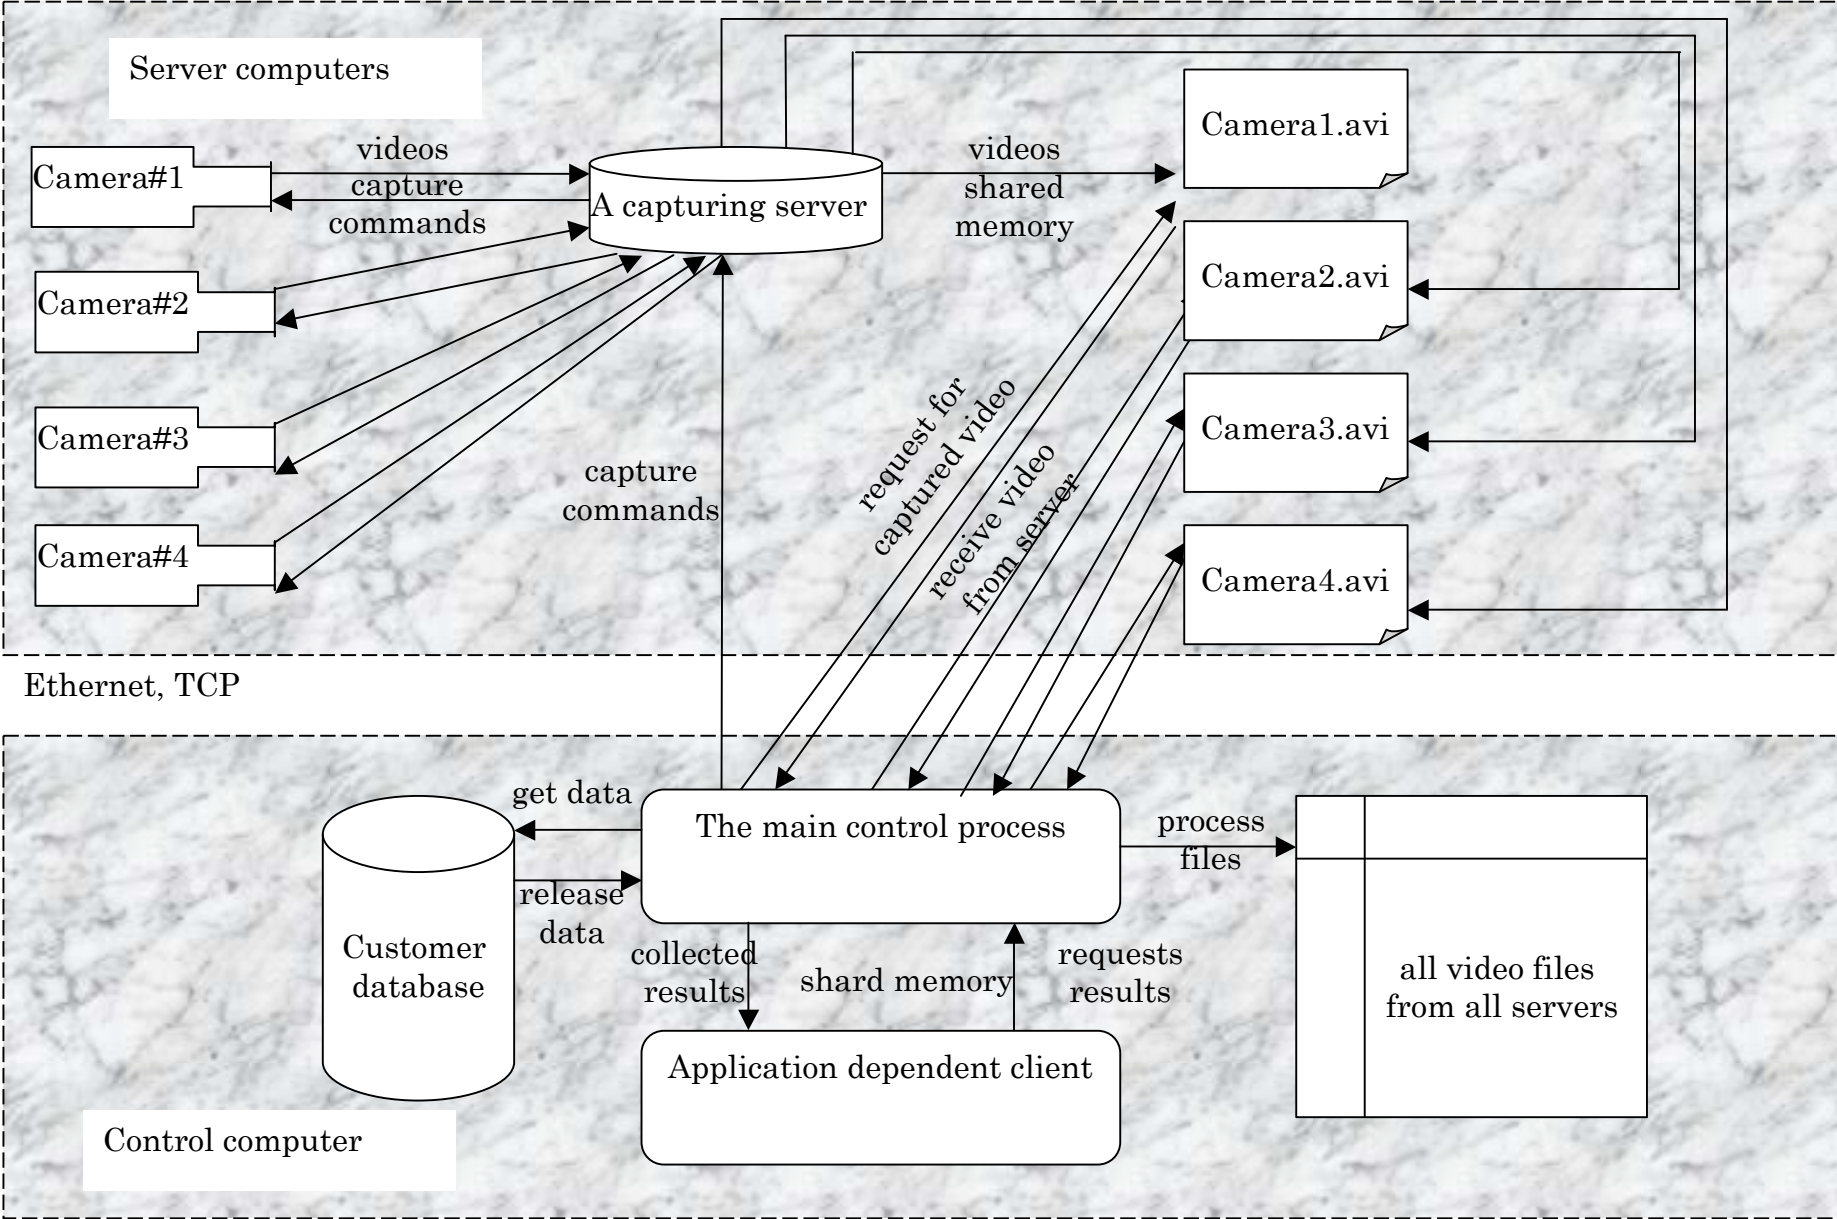 Server computers
Camera#1
videos
capture
commands
A capturing server
videos
shared
memory
Camera1.avi
Camera#2
Camera2.avi
Camera#3
Camera3.avi
Camera#4
Camera4.avi
capture
commands
request for
captured video
receive video
from server
Ethernet, TCP
get data
release
data
Customer
database
The main control process
process
files
collected
results
shard memory
requests
results
Application dependent client
all video files
from all servers
Control computer